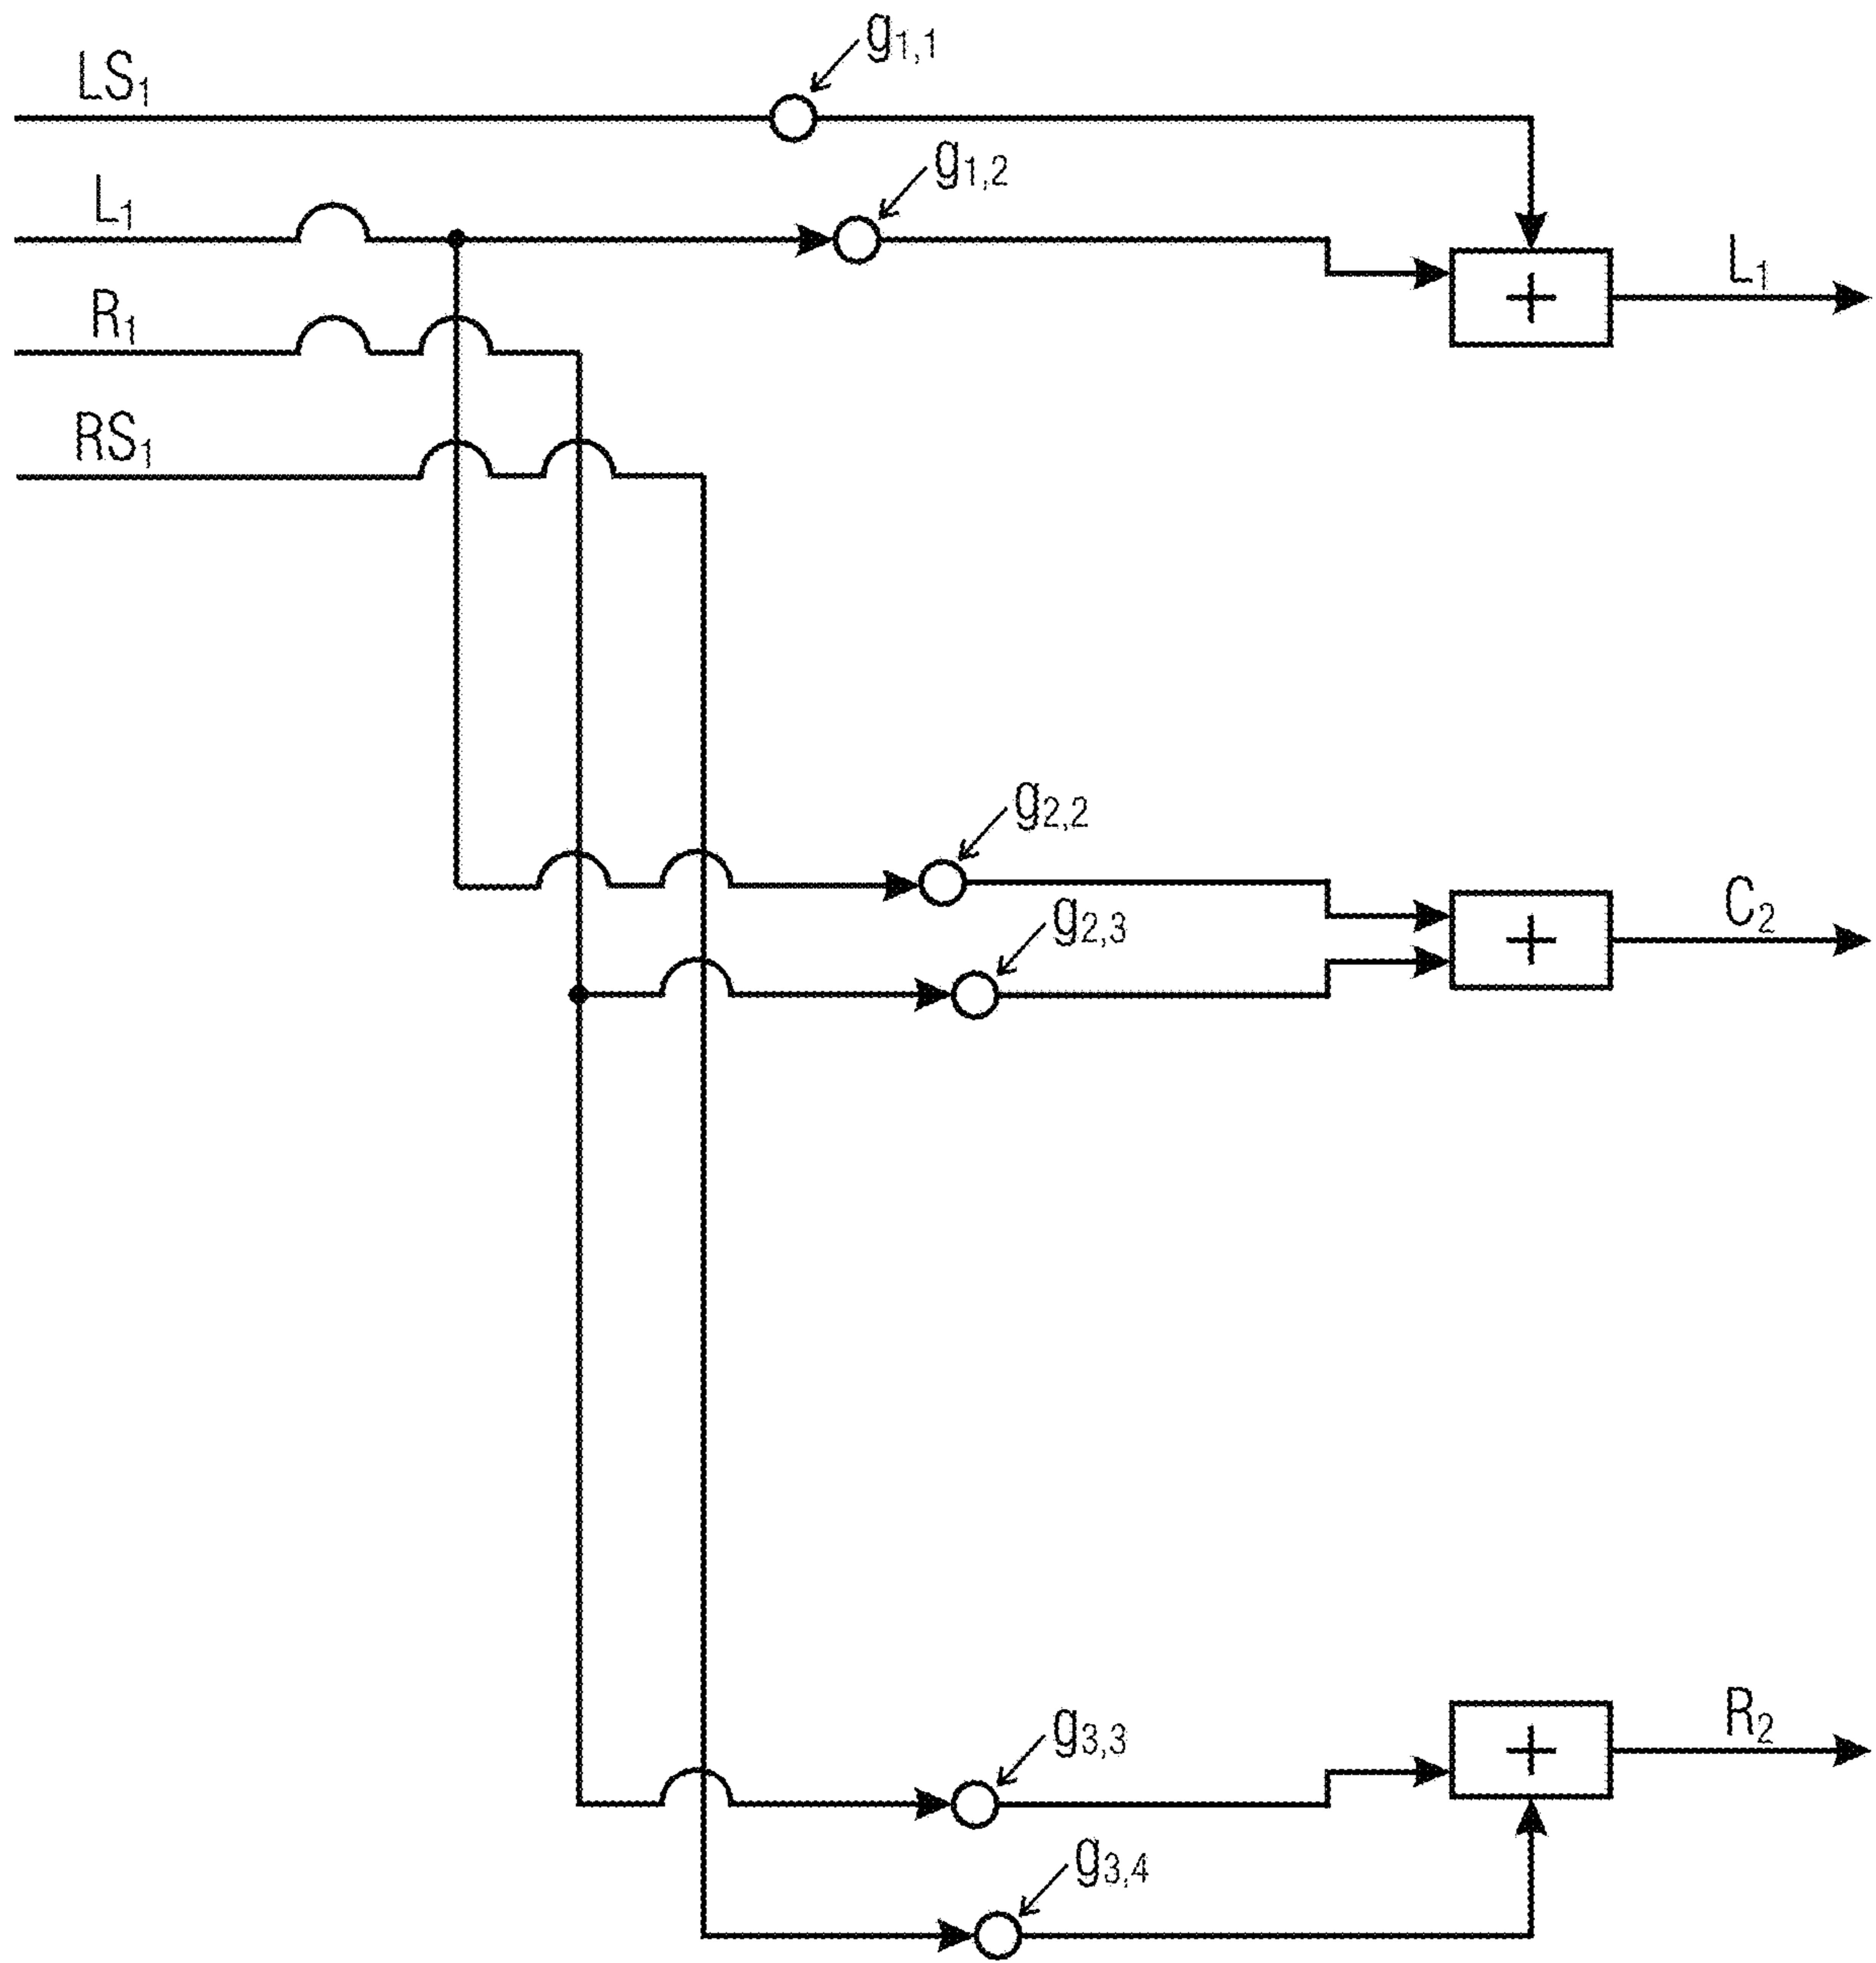 g1,1
LS1
g1,2
L1
L1
R1
RS1
+
g2,2
C2
g2,3
+
R2
g3,3
+
g3,4